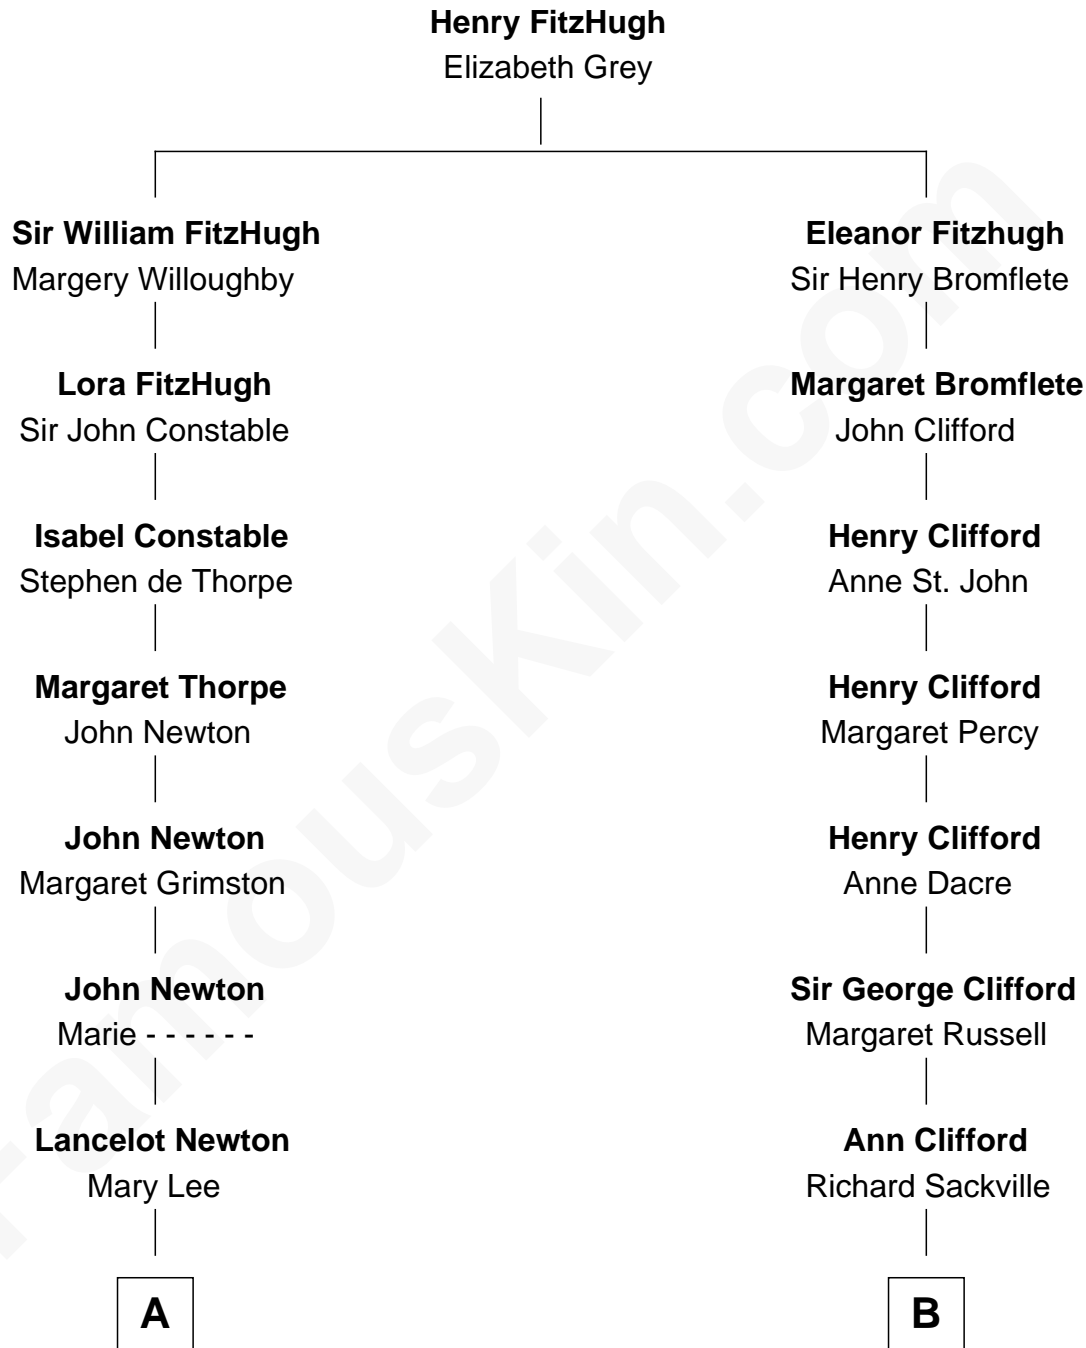 Henry FitzHugh
Elizabeth Grey
Sir William FitzHugh
Margery Willoughby
Lora FitzHugh
Sir John Constable
Isabel Constable
Stephen de Thorpe
Margaret Thorpe
John Newton
John Newton
Margaret Grimston
John Newton
Marie - - - - - -
Lancelot Newton
Mary Lee
A
Eleanor Fitzhugh
Sir Henry Bromflete
Margaret Bromflete
John Clifford
Henry Clifford
Anne St. John
Henry Clifford
Margaret Percy
Henry Clifford
Anne Dacre
Sir George Clifford
Margaret Russell
Ann Clifford
Richard Sackville
B
FamousKin.com